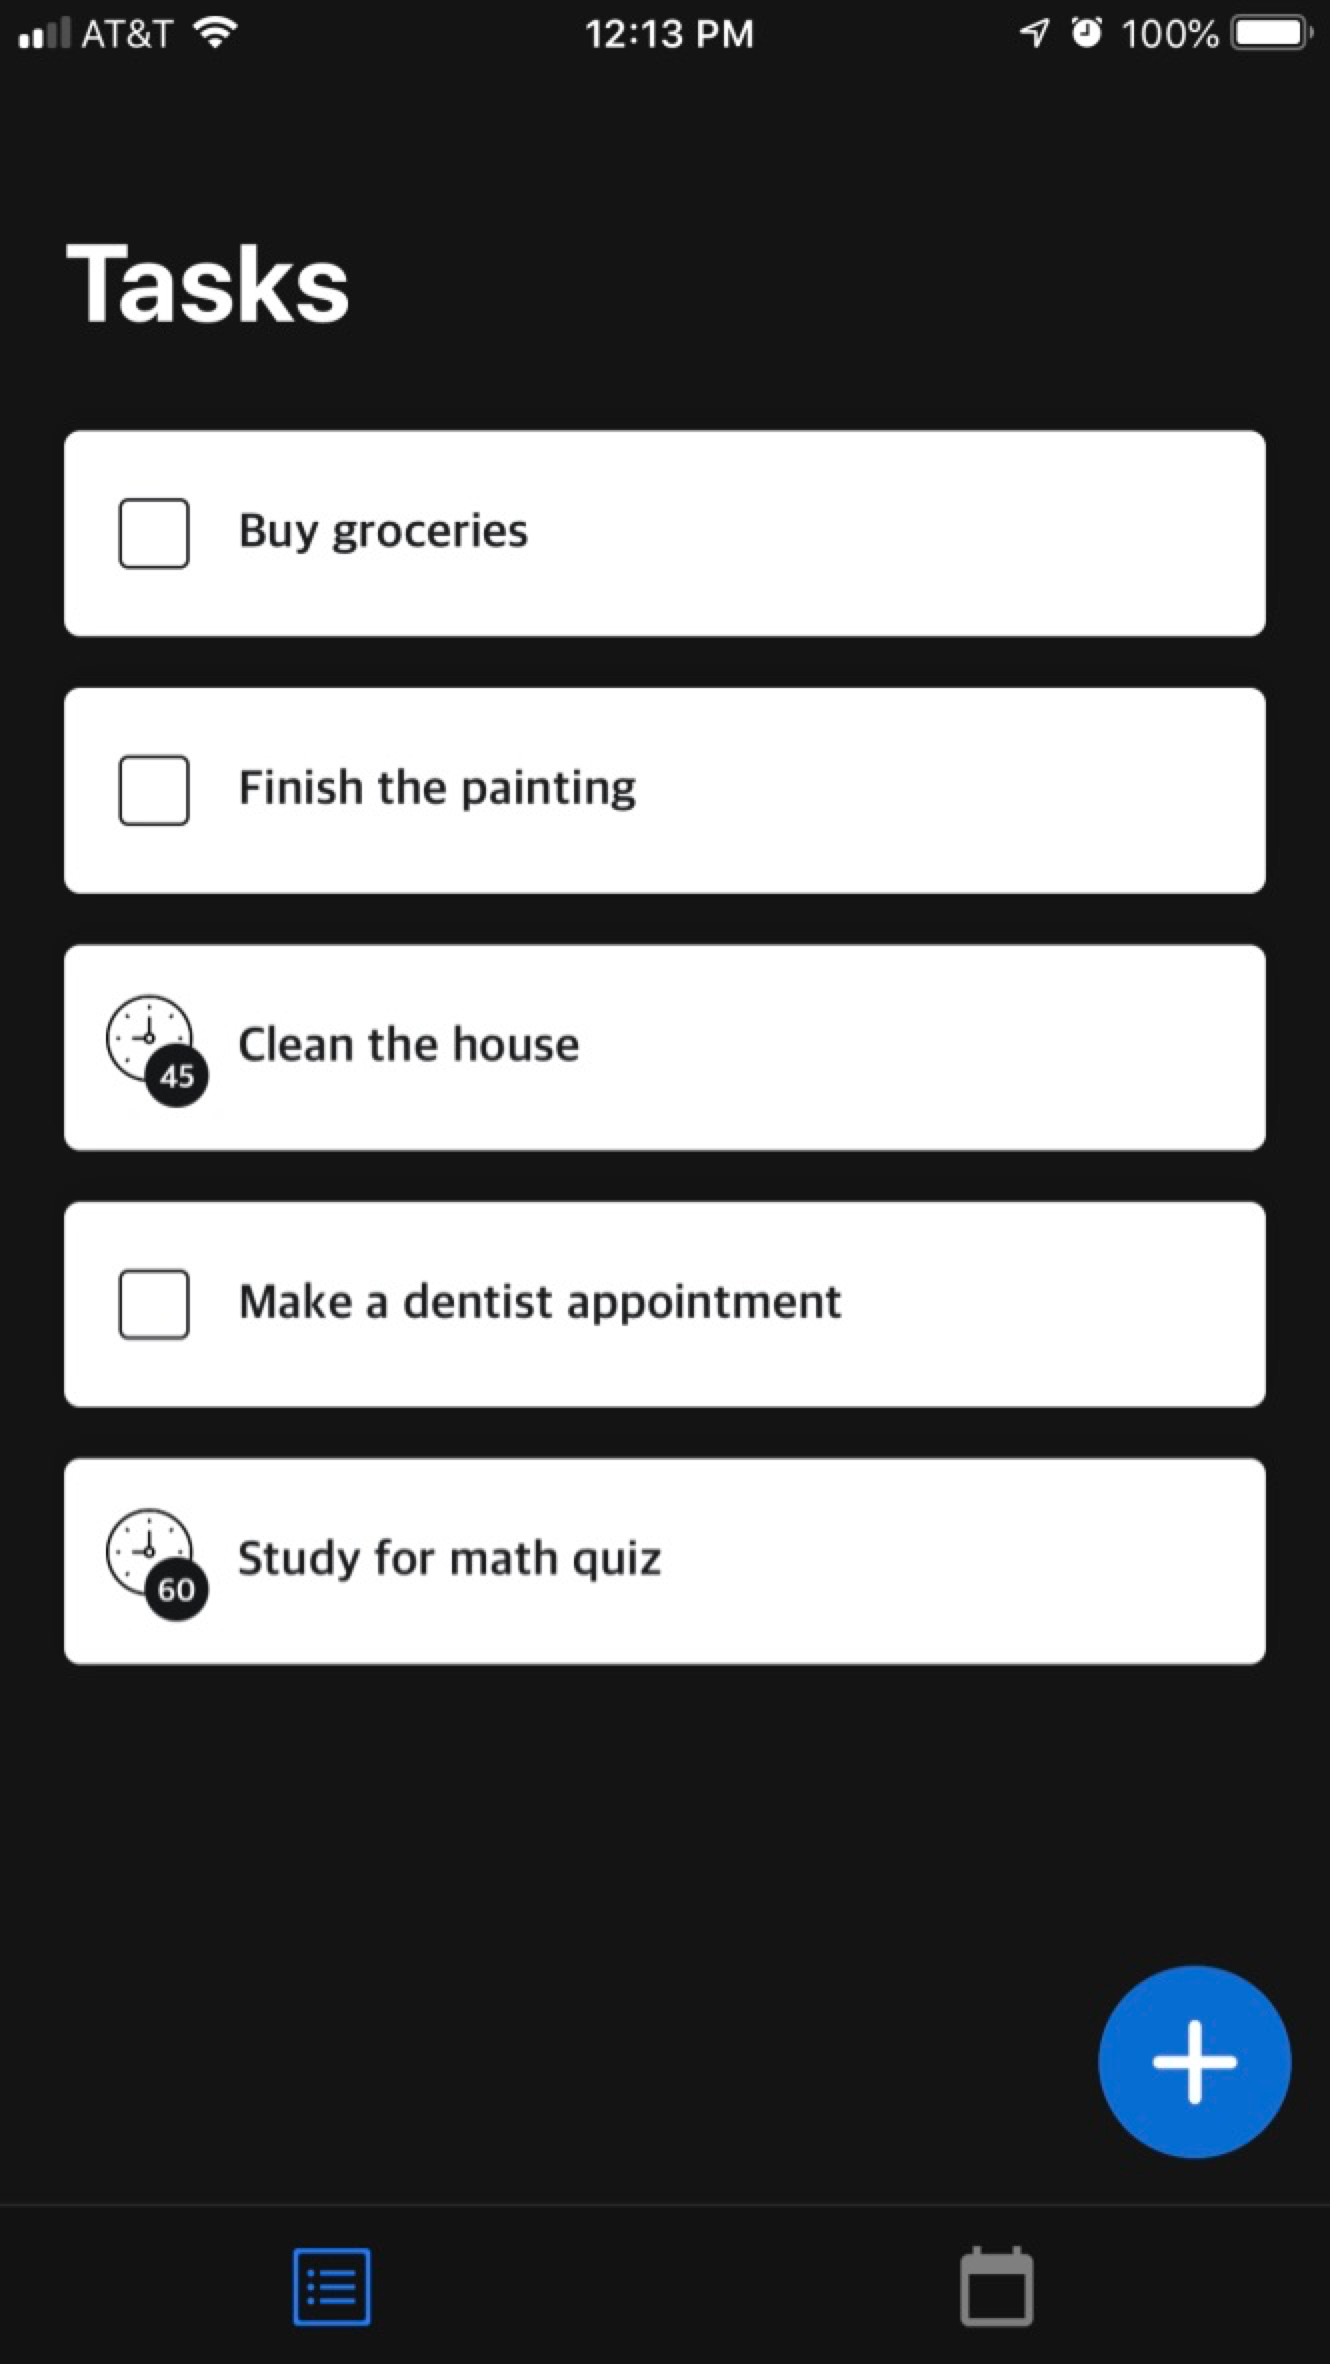 AT&T 12:13 PM 100%
Tasks
Buy groceries
Finish the painting
45 Clean the house
Make a dentist appointment
60 Study for math quiz